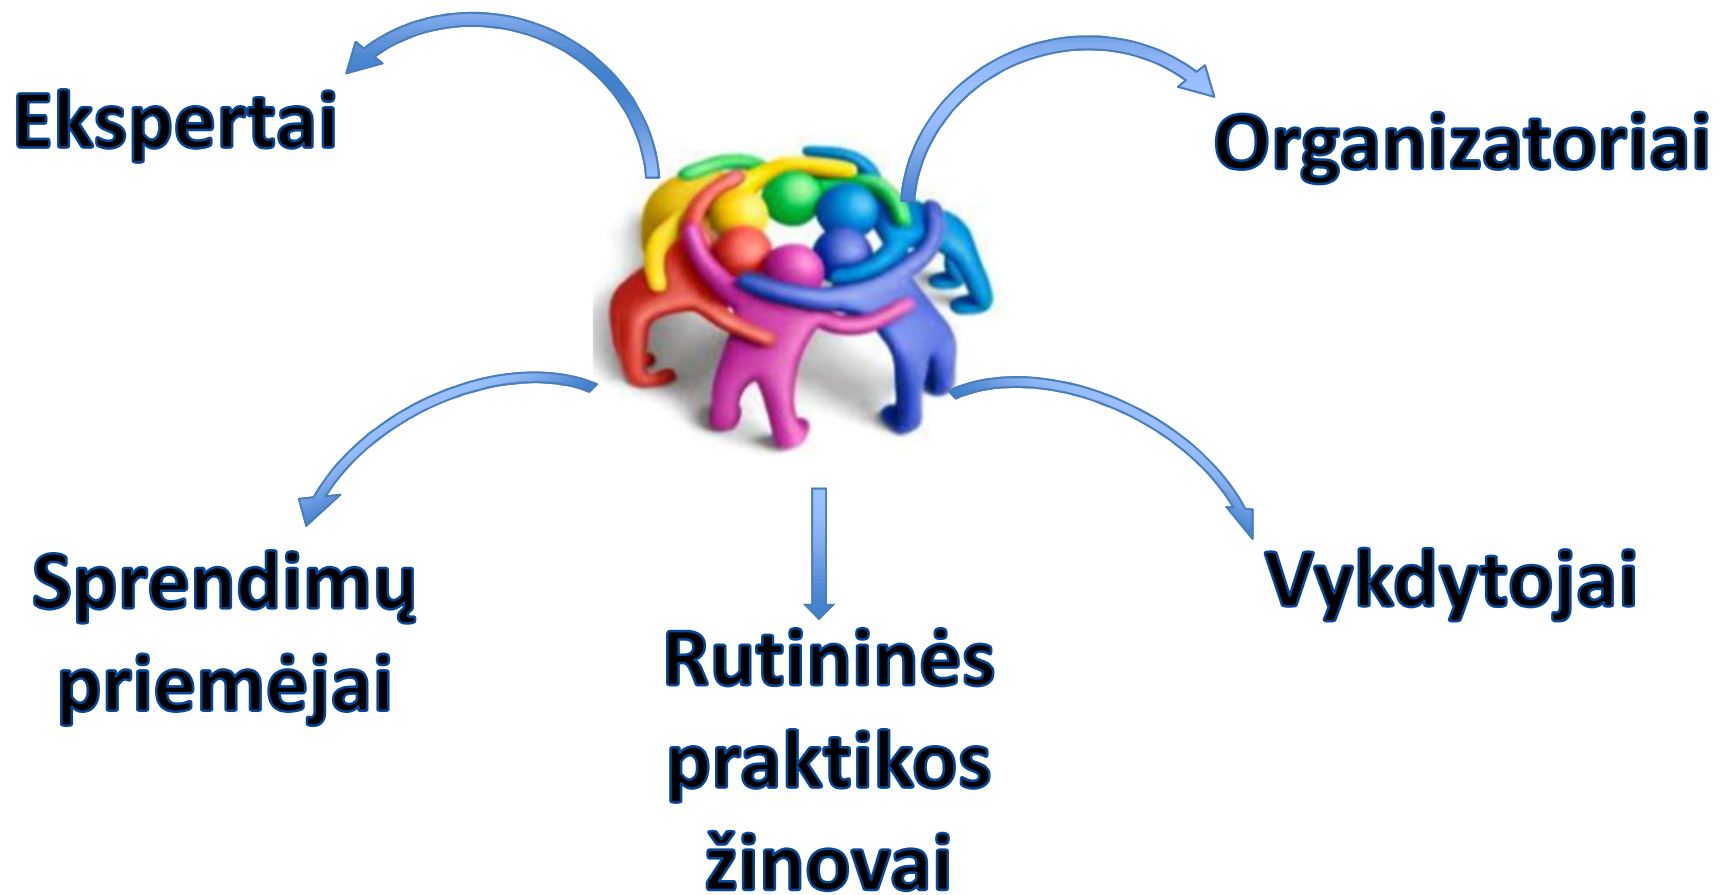 Ekspertai
Organizatoriai
Sprendimų
priemėjai
Vykdytojai
Rutininės
praktikos
žinovai